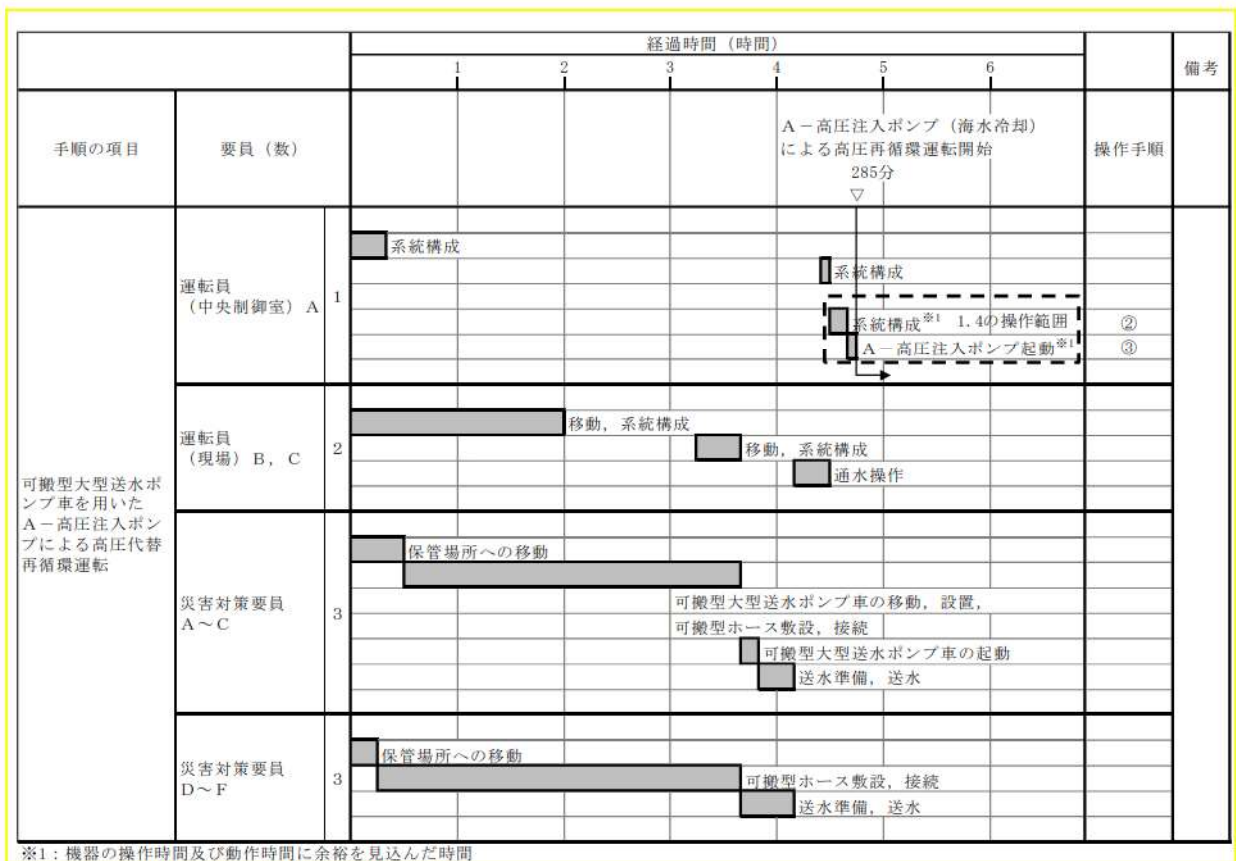 経過時間（時間）
1 2 3 4 5 6
備考
手順の項目
要員（数）
A－高圧注入ポンプ（海水冷却）
による高圧再循環運転開始
285分
▽
操作手順
可搬型大型送水ポ
ンプ車を用いた
A－高圧注入ポン
プによる高圧代替
再循環運転
運転員
（中央制御室）A
1
系統構成
系統構成
系統構成※1 1.4の操作範囲
②
A－高圧注入ポンプ起動※1
③
運転員
（現場）B，C
2
移動，系統構成
移動，系統構成
通水操作
災害対策要員
A～C
3
保管場所への移動
可搬型大型送水ポンプ車の移動，設置，
可搬型ホース敷設，接続
可搬型大型送水ポンプ車の起動
送水準備，送水
災害対策要員
D～F
3
保管場所への移動
可搬型ホース敷設，接続
送水準備，送水
※1：機器の操作時間及び動作時間に余裕を見込んだ時間